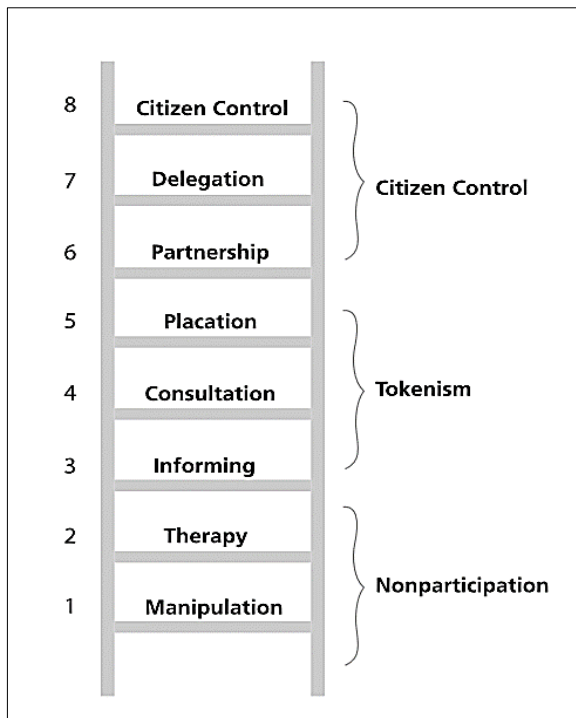 8 Citizen Control
7 Delegation
Citizen Control
6 Partnership
5 Placation
4 Consultation
Tokenism
3 Informing
2 Therapy
Nonparticipation
1 Manipulation